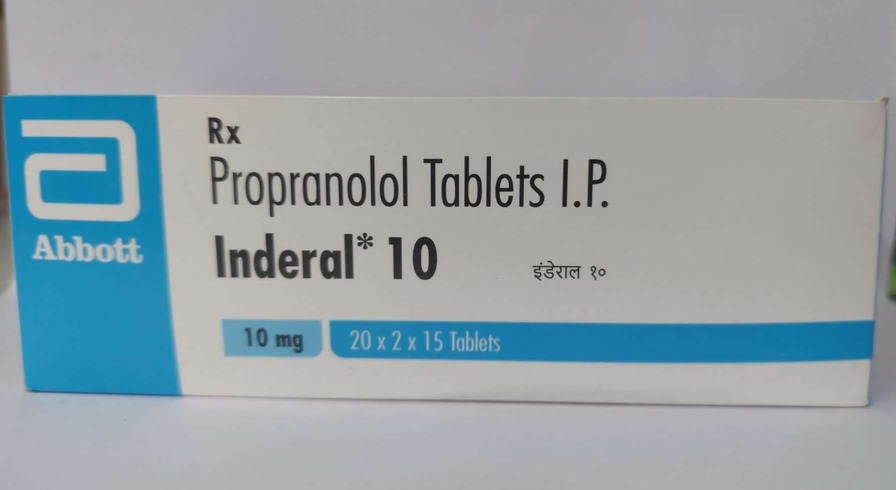 Abbott
Rx
Propranolol Tablets I.P.
Inderal* 10
इंडेराल १०
10 mg
20 x 2 x 15 Tablets